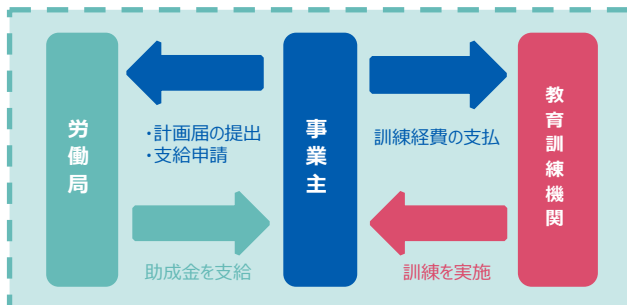 労働局
・計画届の提出
・支給申請
助成金を支給
事業主
訓練経費の支払
訓練を実施
教育訓練機関